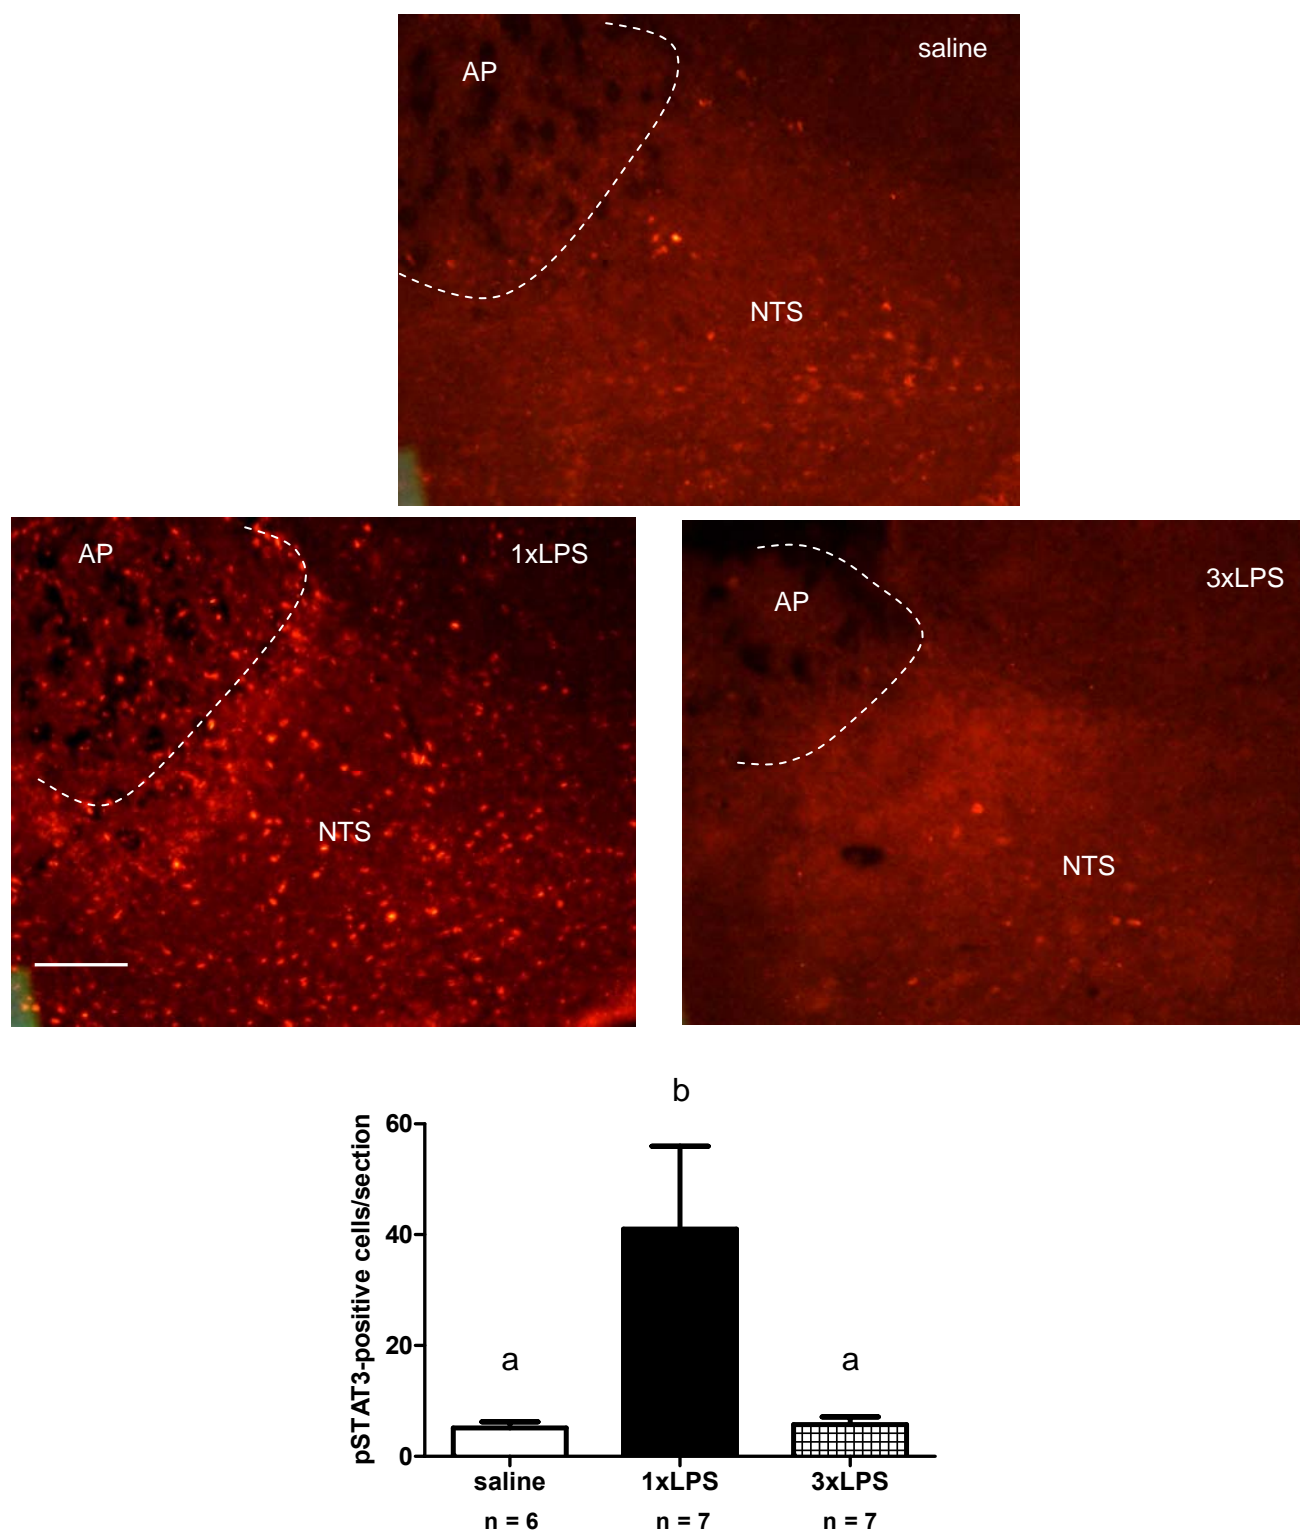 AP
saline
NTS
AP
1xLPS
NTS
AP
3xLPS
NTS
b
60
40
20
0
a
a
pSTAT3-positive cells/section
saline
1xLPS
3xLPS
n = 6
n = 7
n = 7